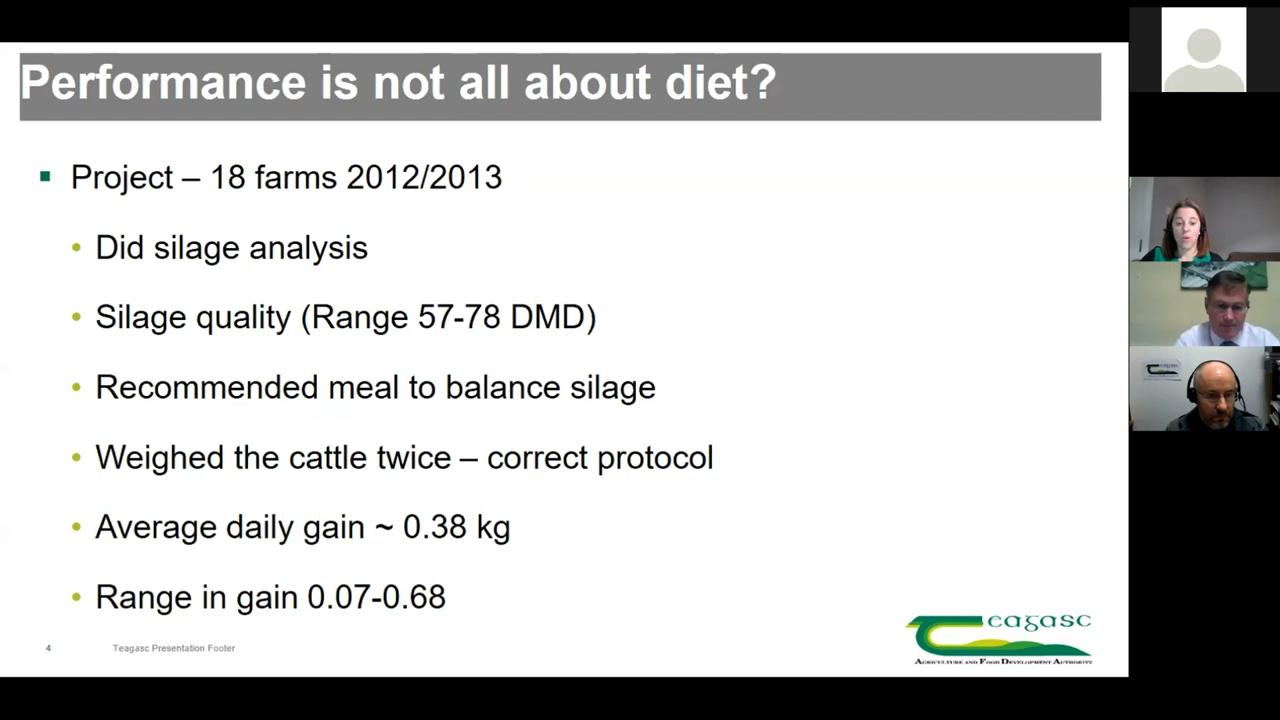 Performance is not all about diet?
Project – 18 farms 2012/2013
Did silage analysis
Silage quality (Range 57-78 DMD)
Recommended meal to balance silage
Weighed the cattle twice – correct protocol
Average daily gain ~ 0.38 kg
Range in gain 0.07-0.68
4
Teagasc Presentation Footer
Teagasc
AGRICULTURE AND FOOD DEVELOPMENT AUTHORITY